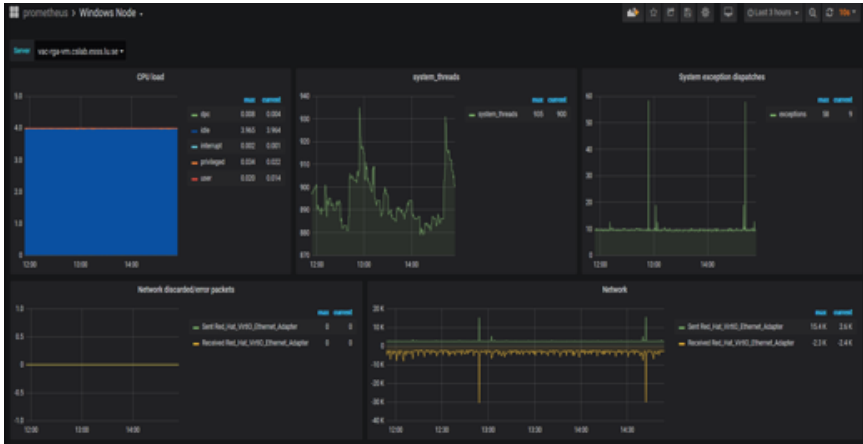 prometheus > Windows Node
Last 3 hours
10s
Server
vac-rga-vm.cslab.esss.lu.se
CPU load
5.0
4.0
3.0
2.0
1.0
0
12:00 13:00 14:00
max current
dpc 0.008 0.004
idle 3.965 3.964
interrupt 0.002 0.001
privileged 0.034 0.022
user 0.020 0.014
system_threads
940
930
920
910
900
890
880
870
12:00 13:00 14:00
max current
system_threads 935 900
System exception dispatches
60
50
40
30
20
10
0
12:00 13:00 14:00
max current
exceptions 58 9
Network discarded/error packets
1.0
0.5
0
-0.5
-1.0
12:00 13:00 14:00
max current
Sent Red_Hat_VirtIO_Ethernet_Adapter 0 0
Received Red_Hat_VirtIO_Ethernet_Adapter 0 0
Network
20 K
10 K
0
-10 K
-20 K
-30 K
-40 K
12:00 12:30 13:00 13:30 14:00 14:30
max current
Sent Red_Hat_VirtIO_Ethernet_Adapter 15.4 K 2.6 K
Received Red_Hat_VirtIO_Ethernet_Adapter -2.3 K -2.4 K